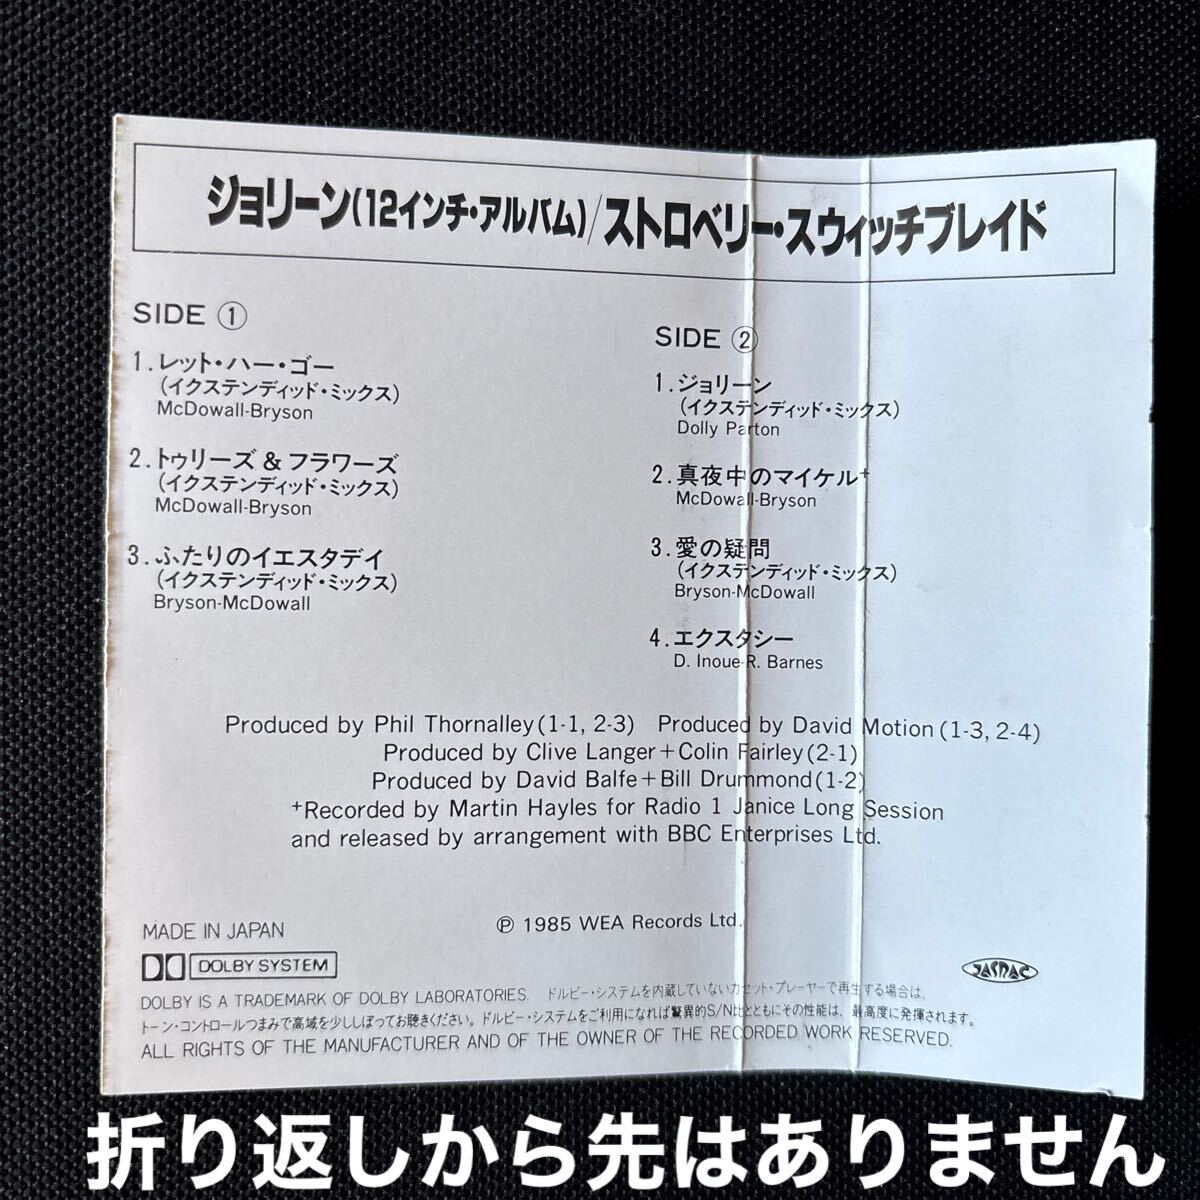 ジョリーン(12インチ・アルバム)/ストロベリー・スウィッチブレイド
SIDE ①
1.レット・ハー・ゴー
(イクステンディッド・ミックス)
McDowall-Bryson
2.トゥリーズ&フラワーズ
(イクステンディッド・ミックス)
McDowall-Bryson
3.ふたりのイエスタデイ
(イクステンディッド・ミックス)
Bryson-McDowall
SIDE ②
1.ジョリーン
(イクステンディッド・ミックス)
Dolly Parton
2.真夜中のマイケル+
McDowall-Bryson
3.愛の疑問
(イクステンディッド・ミックス)
Bryson-McDowall
4.エクスタシー
D. Inoue-R. Barnes
Produced by Phil Thornalley(1-1, 2-3) Produced by David Motion(1-3, 2-4)
Produced by Clive Langer+Colin Fairley(2-1)
Produced by David Balfe+Bill Drummond(1-2)
+Recorded by Martin Hayles for Radio 1 Janice Long Session
and released by arrangement with BBC Enterprises Ltd.
MADE IN JAPAN
℗ 1985 WEA Records Ltd.
DOLBY SYSTEM
JASRAC
DOLBY IS A TRADEMARK OF DOLBY LABORATORIES. ドルビー・システムを内蔵していないカセット・プレーヤーで再生する場合は、
トーン・コントロールつまみで高域を少ししぼってお聴きください。ドルビー・システムをご利用になれば驚異的S/N比とともにその性能は、最高度に発揮されます。
ALL RIGHTS OF THE MANUFACTURER AND OF THE OWNER OF THE RECORDED WORK RESERVED.
折り返しから先はありません